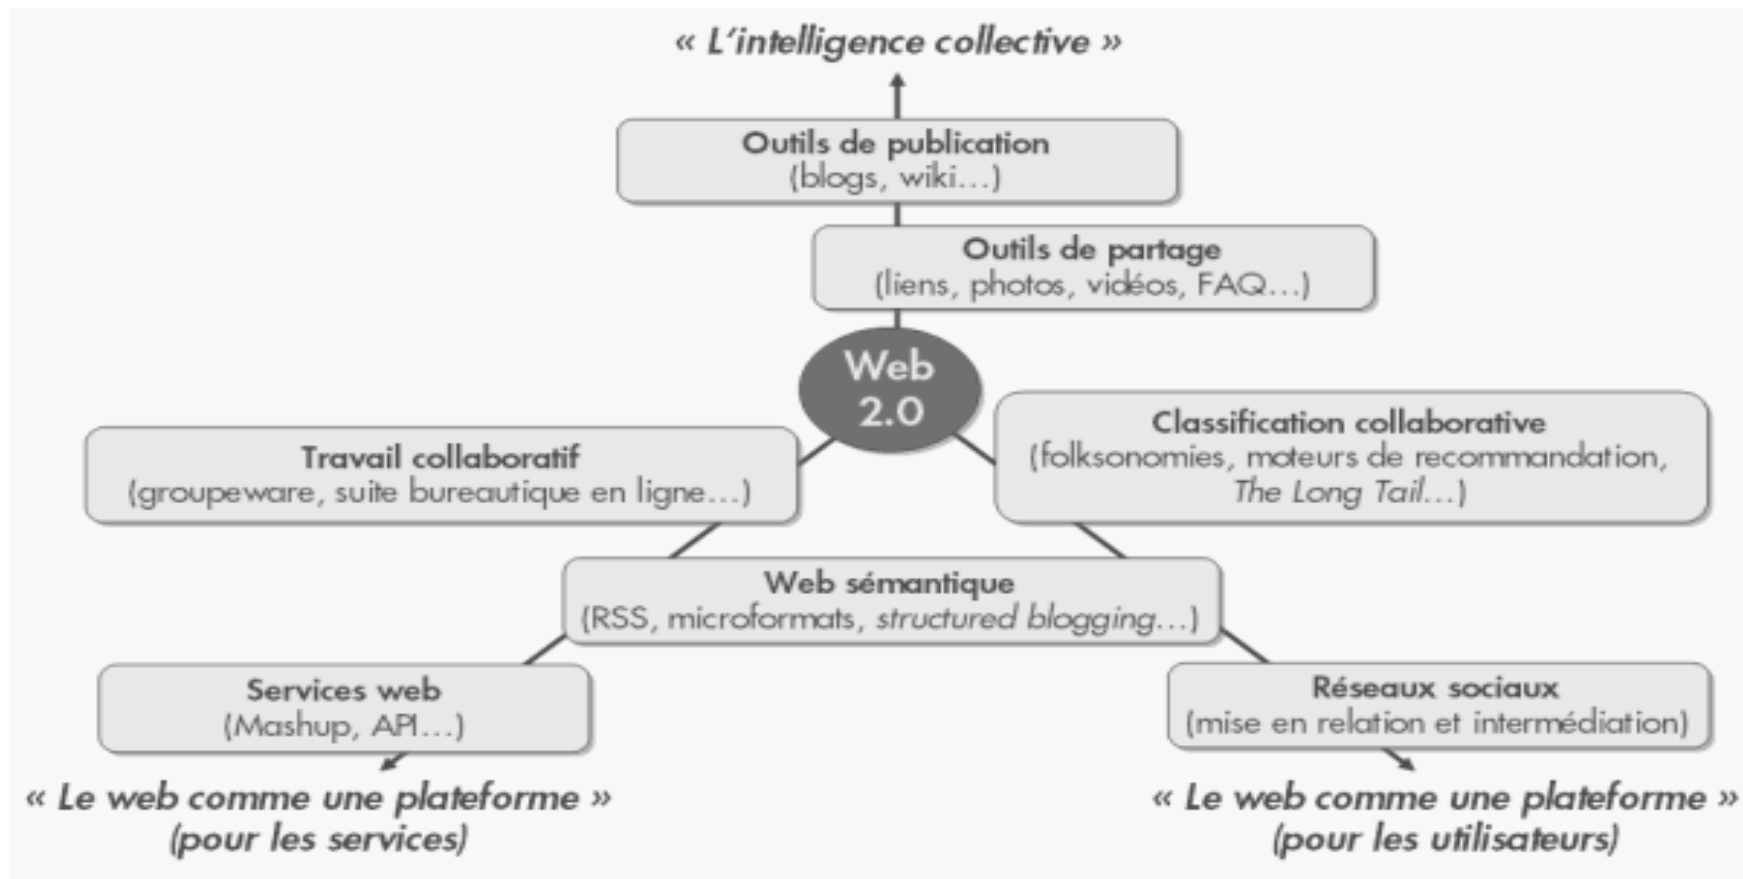 « L'intelligence collective »
Outils de publication
(blogs, wiki...)
Outils de partage
(liens, photos, vidéos, FAQ...)
Web
2.0
Classification collaborative
(folksonomies, moteurs de recommandation,
The Long Tail...)
Travail collaboratif
(groupeware, suite bureautique en ligne...)
Web sémantique
(RSS, microformats, structured blogging...)
Services web
(Mashup, API...)
Réseaux sociaux
(mise en relation et intermédiation)
« Le web comme une plateforme »
(pour les services)
« Le web comme une plateforme »
(pour les utilisateurs)